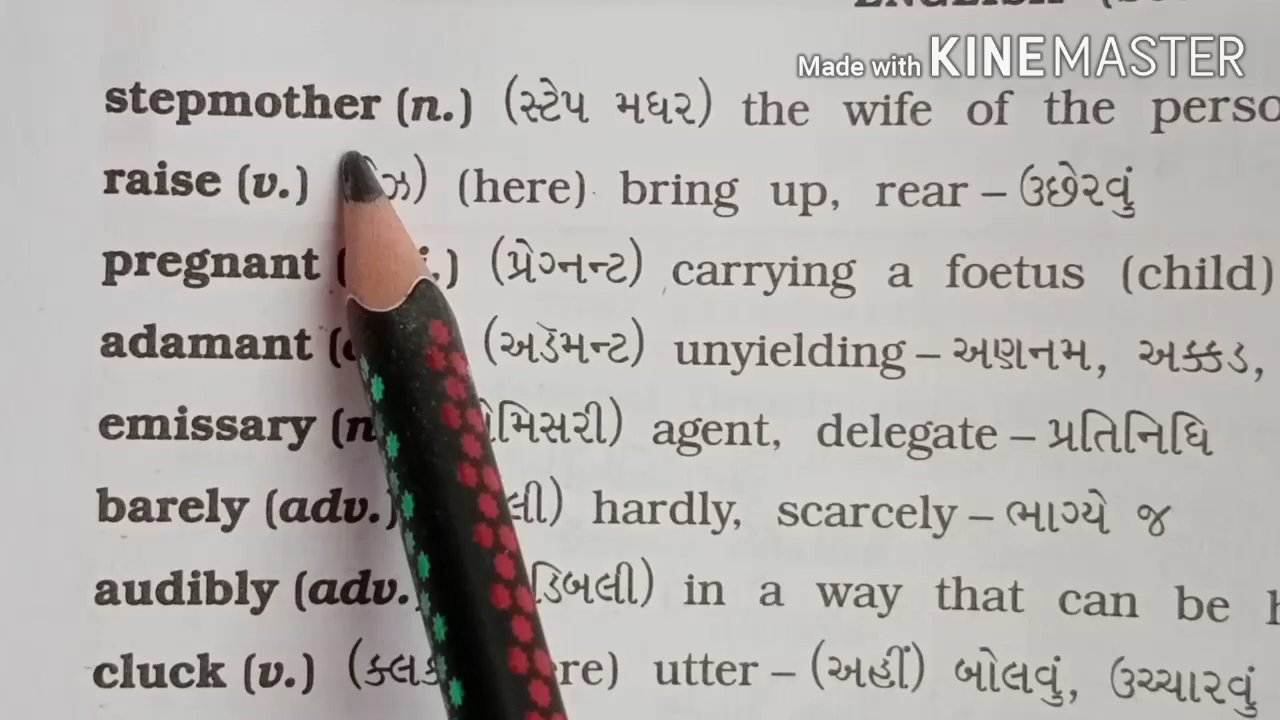 Made with KINEMASTER
stepmother (n.) (સ્ટેપ મધર) the wife of the
raise (v.) (here) bring up, rear – ઉછેરવું
pregnant (પ્રેગ્નન્ટ) carrying a foetus (child)
adamant (અડૅમન્ટ) unyielding – અણનમ, અક્કડ,
emissary (n agent, delegate – પ્રતિનિધિ
barely (adv.) hardly, scarcely – ભાગ્યે જ
audibly (adv. in a way that can be
cluck (v.) utter – (અહીં) બોલવું, ઉચ્ચારવું